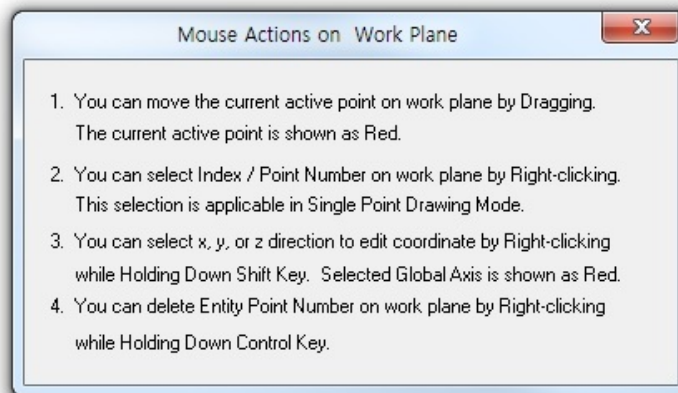 Mouse Actions on Work Plane
1. You can move the current active point on work plane by Dragging.
The current active point is shown as Red.
2. You can select Index / Point Number on work plane by Right-clicking.
This selection is applicable in Single Point Drawing Mode.
3. You can select x, y, or z direction to edit coordinate by Right-clicking
while Holding Down Shift Key. Selected Global Axis is shown as Red.
4. You can delete Entity Point Number on work plane by Right-clicking
while Holding Down Control Key.